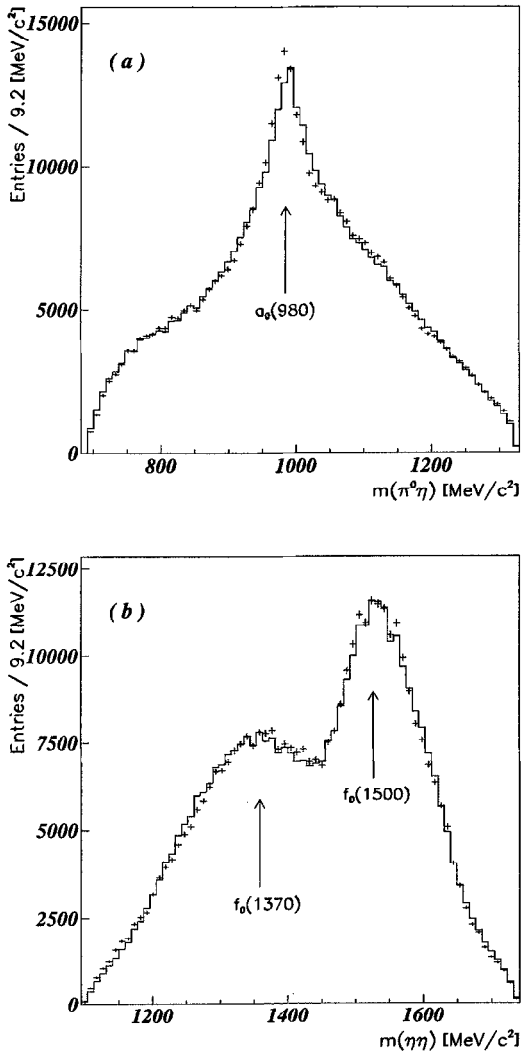 15000
(a)
Entries / 9.2 [MeV/c²]
10000
5000
a₀(980)
0
800
1000
1200
m(π⁰η) [MeV/c²]
12500
(b)
Entries / 9.2 [MeV/c²]
10000
7500
f₀(1500)
5000
f₀(1370)
2500
0
1200
1400
1600
m(ηη) [MeV/c²]